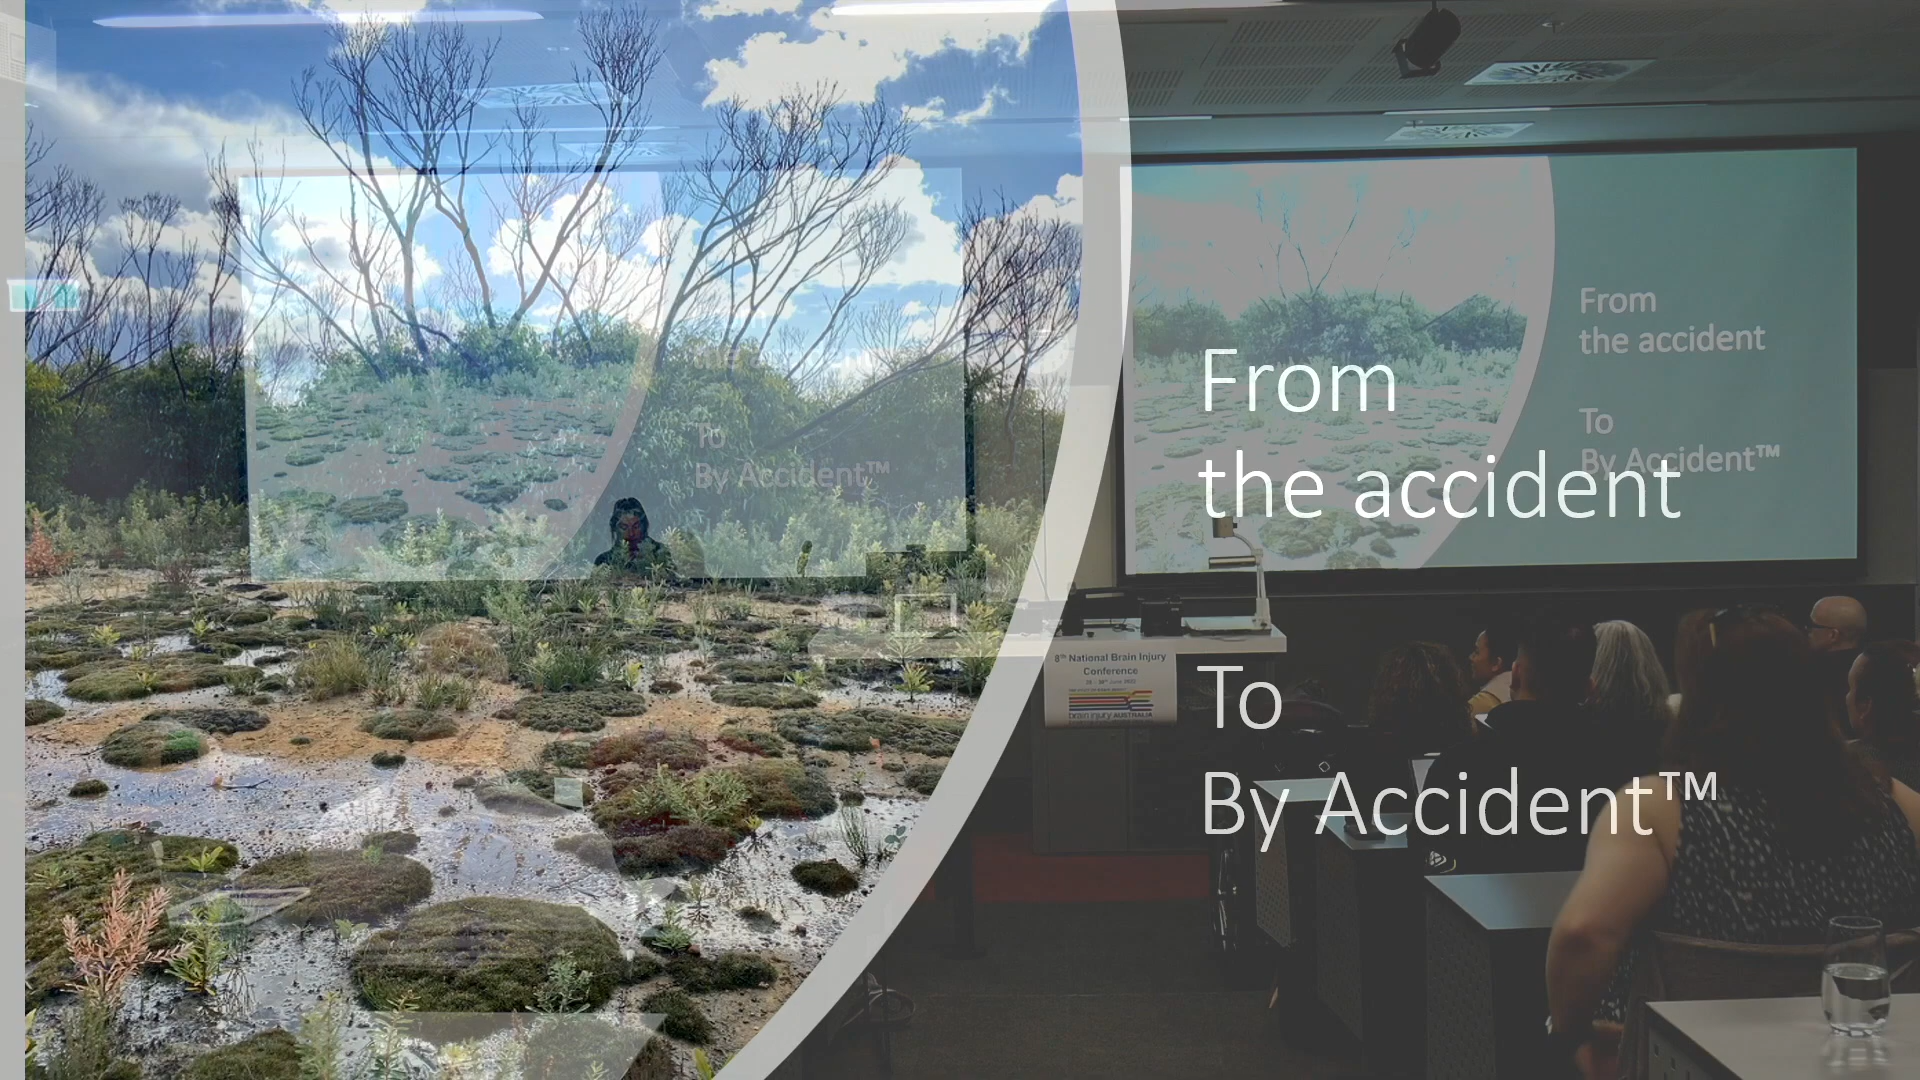 From
the accident
To
By Accident™
From
the accident
To
By Accident™
To
By Accident™
8th National Brain Injury
Conference
brain injury AUSTRALIA